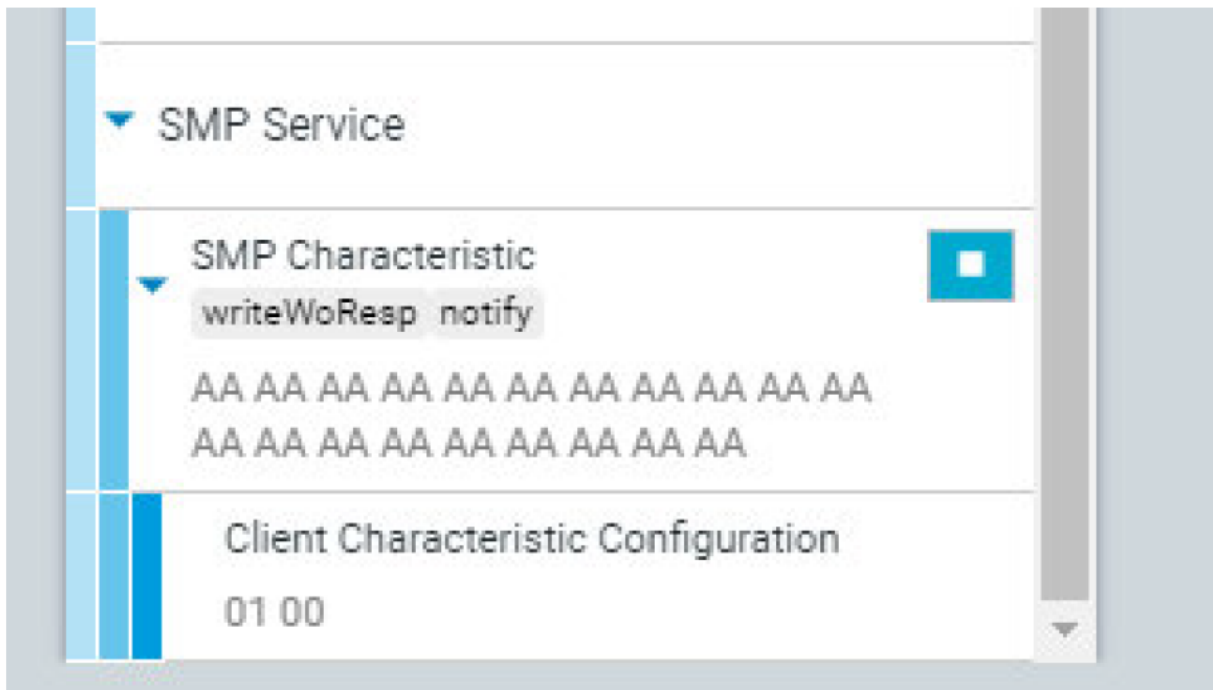 SMP Service
SMP Characteristic
writeWoResp notify
AA AA AA AA AA AA AA AA AA AA AA
AA AA AA AA AA AA AA AA AA
Client Characteristic Configuration
01 00